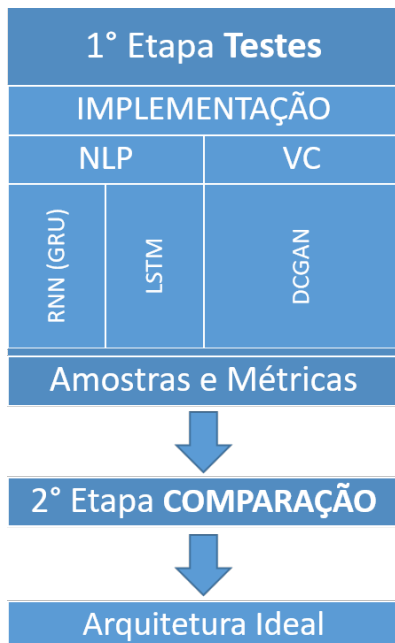 1° Etapa Testes
IMPLEMENTAÇÃO
NLP VC
RNN (GRU)
LSTM
DCGAN
Amostras e Métricas
2° Etapa COMPARAÇÃO
Arquitetura Ideal